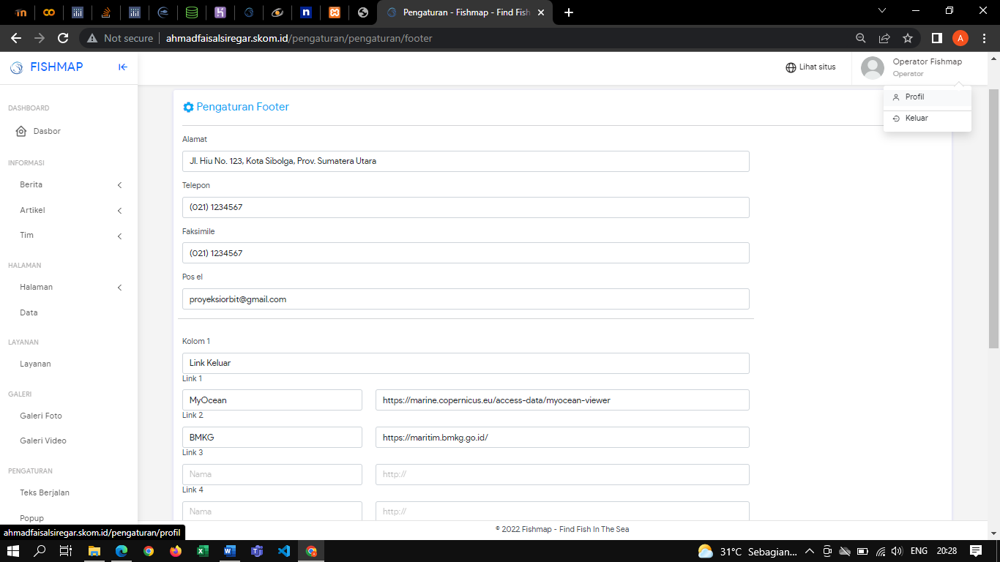 Pengaturan - Fishmap - Find Fish
Not secure
ahmadfaisalsiregar.skom.id/pengaturan/pengaturan/footer
A
FISHMAP
Lihat situs
Operator Fishmap
Operator
Profil
Keluar
DASHBOARD
Dasbor
INFORMASI
Berita
Artikel
Tim
HALAMAN
Halaman
Data
LAYANAN
Layanan
GALERI
Galeri Foto
Galeri Video
PENGATURAN
Teks Berjalan
Popup
Pengaturan Footer
Alamat
Jl. Hiu No. 123, Kota Sibolga, Prov. Sumatera Utara
Telepon
(021) 1234567
Faksimile
(021) 1234567
Pos el
proyeksiorbit@gmail.com
Kolom 1
Link Keluar
Link 1
MyOcean https://marine.copernicus.eu/access-data/myocean-viewer
Link 2
BMKG https://maritim.bmkg.go.id/
Link 3
Nama http://
Link 4
Nama http://
© 2022 Fishmap - Find Fish In The Sea
ahmadfaisalsiregar.skom.id/pengaturan/profil
31°C Sebagian... ENG 20:28